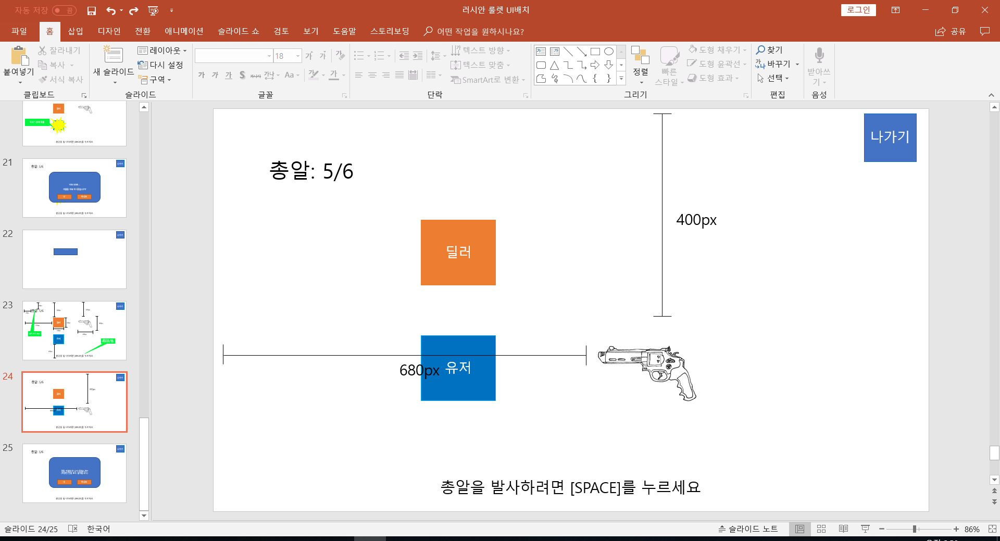 자동 저장 끔
러시안 룰렛 UI배치
로그인
파일 홈 삽입 디자인 전환 애니메이션 슬라이드 쇼 검토 보기 도움말 스토리보딩 어떤 작업을 원하시나요? 공유
붙여넣기
잘라내기
복사
서식 복사
클립보드
새 슬라이드
레이아웃
다시 설정
구역
슬라이드
18
가 가 가
가 가 가 S 가나다 간나 Aa 가 가
글꼴
텍스트 방향
텍스트 맞춤
SmartArt로 변환
단락
정렬
빠른
스타일
도형 채우기
도형 윤곽선
도형 효과
그리기
찾기
바꾸기
선택
편집
받아쓰
기
음성
21
22
23
24
25
총알: 5/6
나가기
400px
딜러
유저
680px
총알을 발사하려면 [SPACE]를 누르세요
슬라이드 24/25 한국어
슬라이드 노트
86%